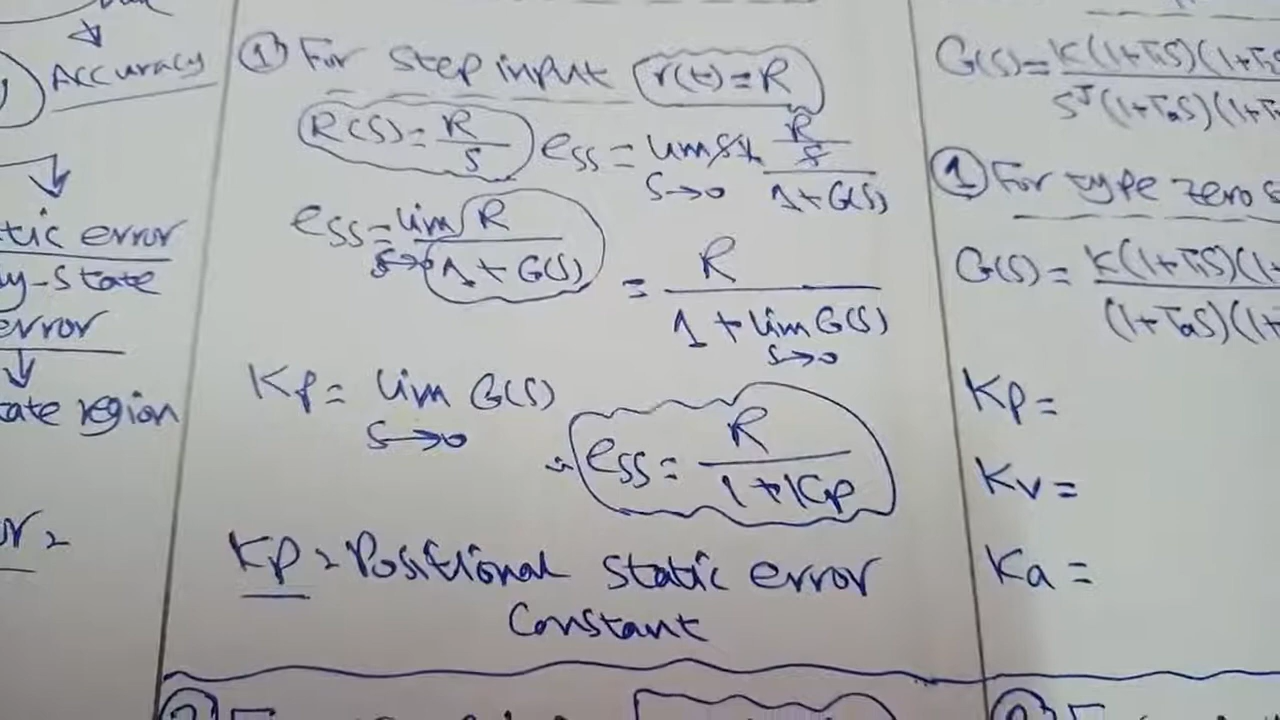 Accuracy
tic error
y-state
error
ate region
① For step input r(t) = R
R(s) = R/s ess = lim s→0 s × (R/s)/(1+G(s))
ess = lim s→0 R/(1+G(s)) = R/(1 + lim s→0 G(s))
Kp = lim s→0 G(s)
∴ ess = R/(1+Kp)
Kp = Positional static error
Constant
G(s) = K(1+T1s)(1+T2s
s^J(1+Tas)(1+T
① For type zero s
G(s) = K(1+T1s)(1+
(1+Tas)(1+
Kp =
Kv =
Ka =